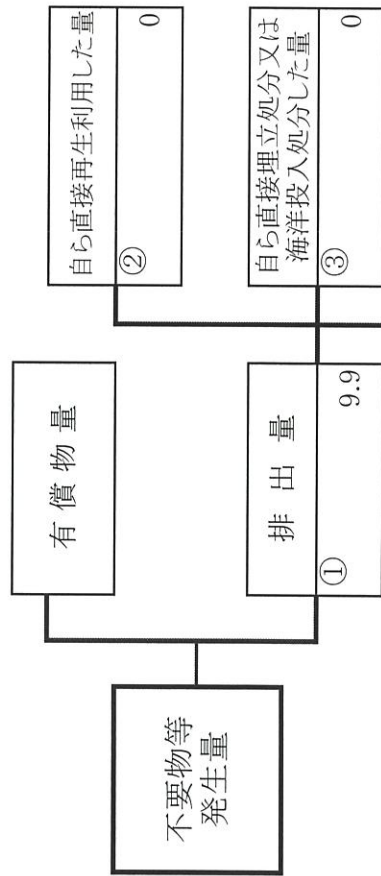 不要物等
発生量
有償物量
排出量
①
9.9
自ら直接再生利用した量
②
0
自ら直接埋立処分又は
海洋投入処分した量
③
0